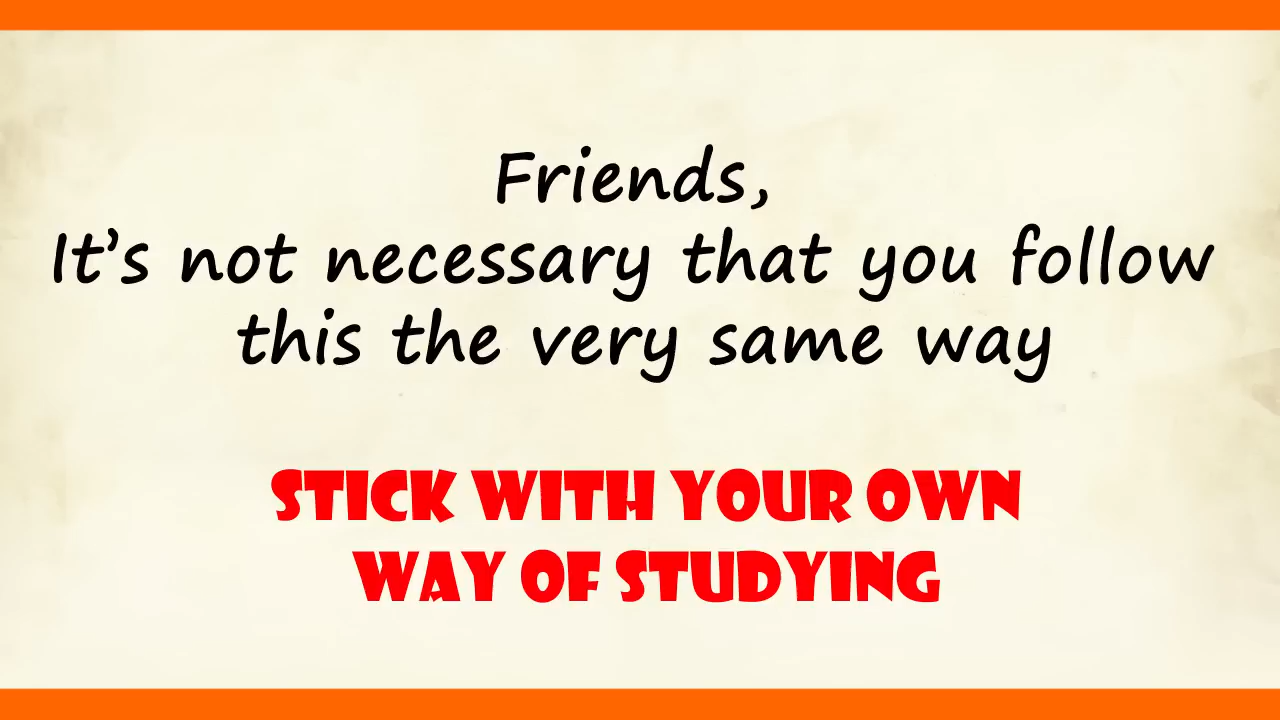 Friends,
It’s not necessary that you follow
this the very same way
STICK WITH YOUR OWN
WAY OF STUDYING